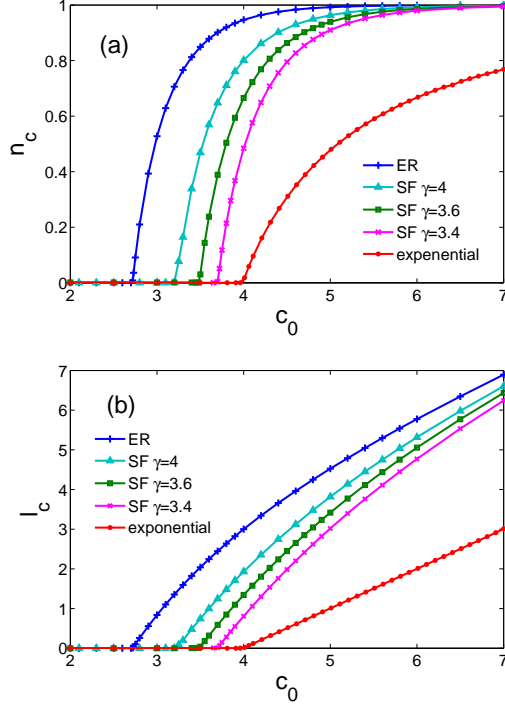 1
0.8
0.6
0.4
0.2
0
n_c
(a)
ER
SF γ=4
SF γ=3.6
SF γ=3.4
expenential
2 3 4 5 6 7
c_0
7
6
5
4
3
2
1
0
l_c
(b)
ER
SF γ=4
SF γ=3.6
SF γ=3.4
exponential
2 3 4 5 6 7
c_0